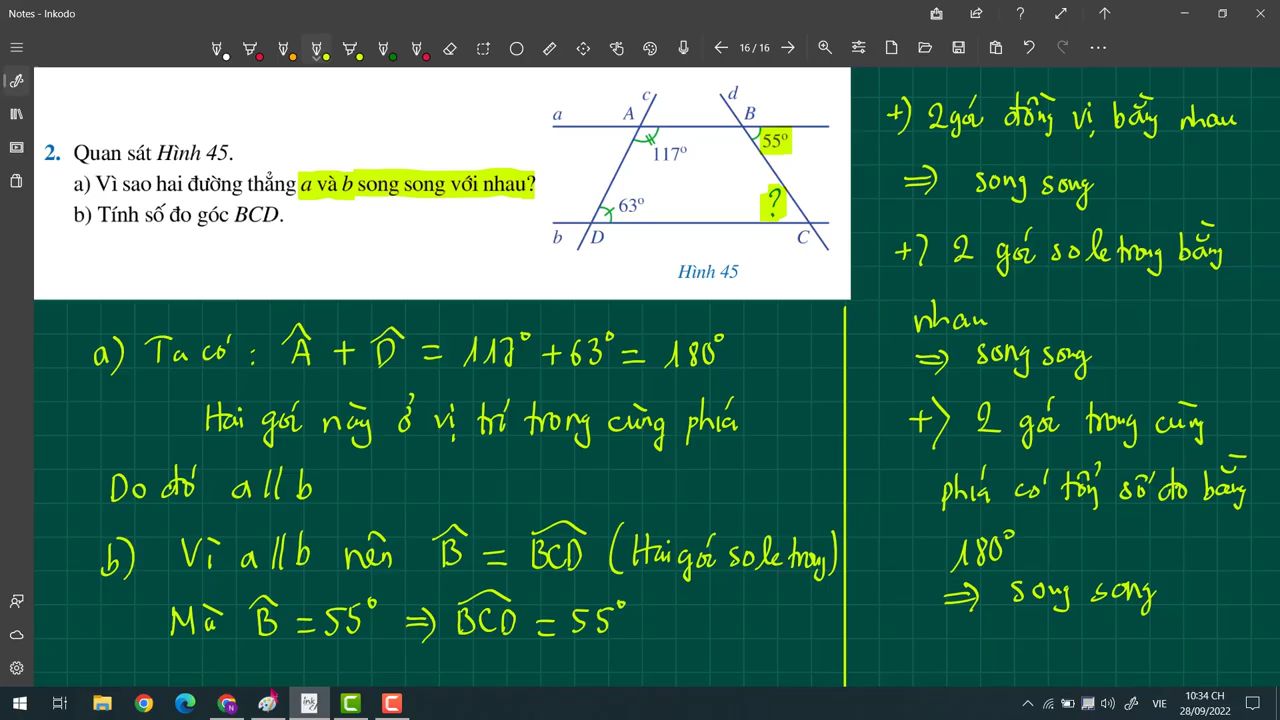 Notes - Inkodo
16/16
2. Quan sát Hình 45.
a) Vì sao hai đường thẳng a và b song song với nhau?
b) Tính số đo góc BCD.
c
d
a
A
B
117°
55°
?
63°
b
D
C
Hình 45
a) Ta có : Â + D̂ = 117° + 63° = 180°
Hai góc này ở vị trí trong cùng phía
Do đó a // b
b) Vì a // b nên B̂ = BCD (Hai góc so le trong)
Mà B̂ = 55° ⇒ BCD = 55°
+) 2 góc đồng vị bằng nhau
⇒ song song
+) 2 góc so le trong bằng
nhau
⇒ song song
+) 2 góc trong cùng
phía có tổng số đo bằng
180°
⇒ song song
VIE
10:34 CH
28/09/2022